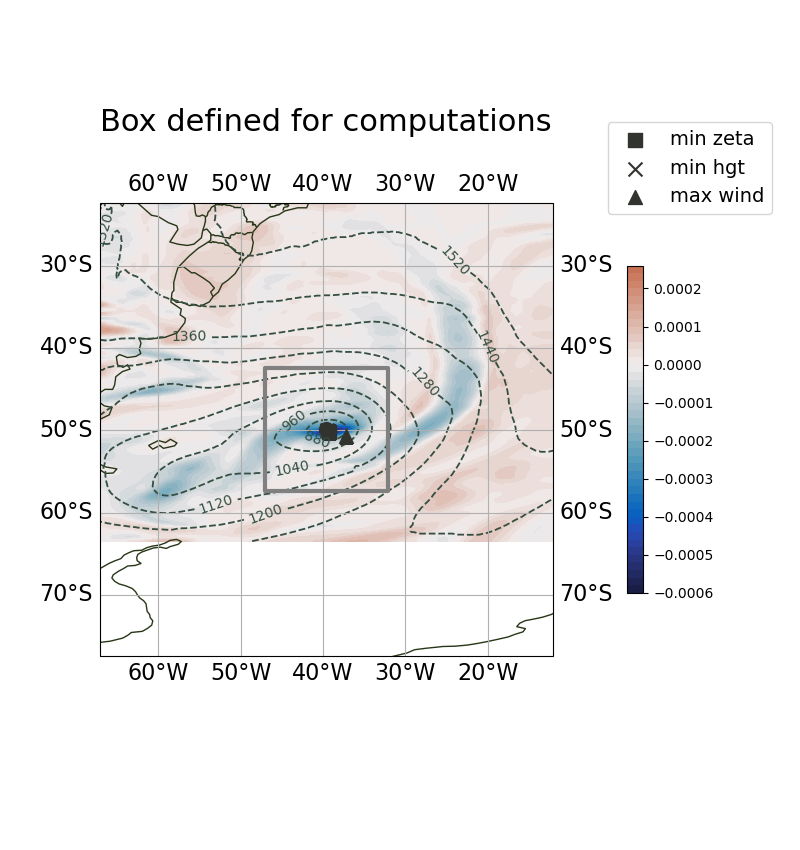 Box defined for computations
min zeta
min hgt
max wind
60°W 50°W 40°W 30°W 20°W
30°S 30°S
40°S 40°S
50°S 50°S
60°S 60°S
70°S 70°S
60°W 50°W 40°W 30°W 20°W
1520
1360
1440
1280
960
880
1040
1120
1200
0.0002
0.0001
0.0000
−0.0001
−0.0002
−0.0003
−0.0004
−0.0005
−0.0006